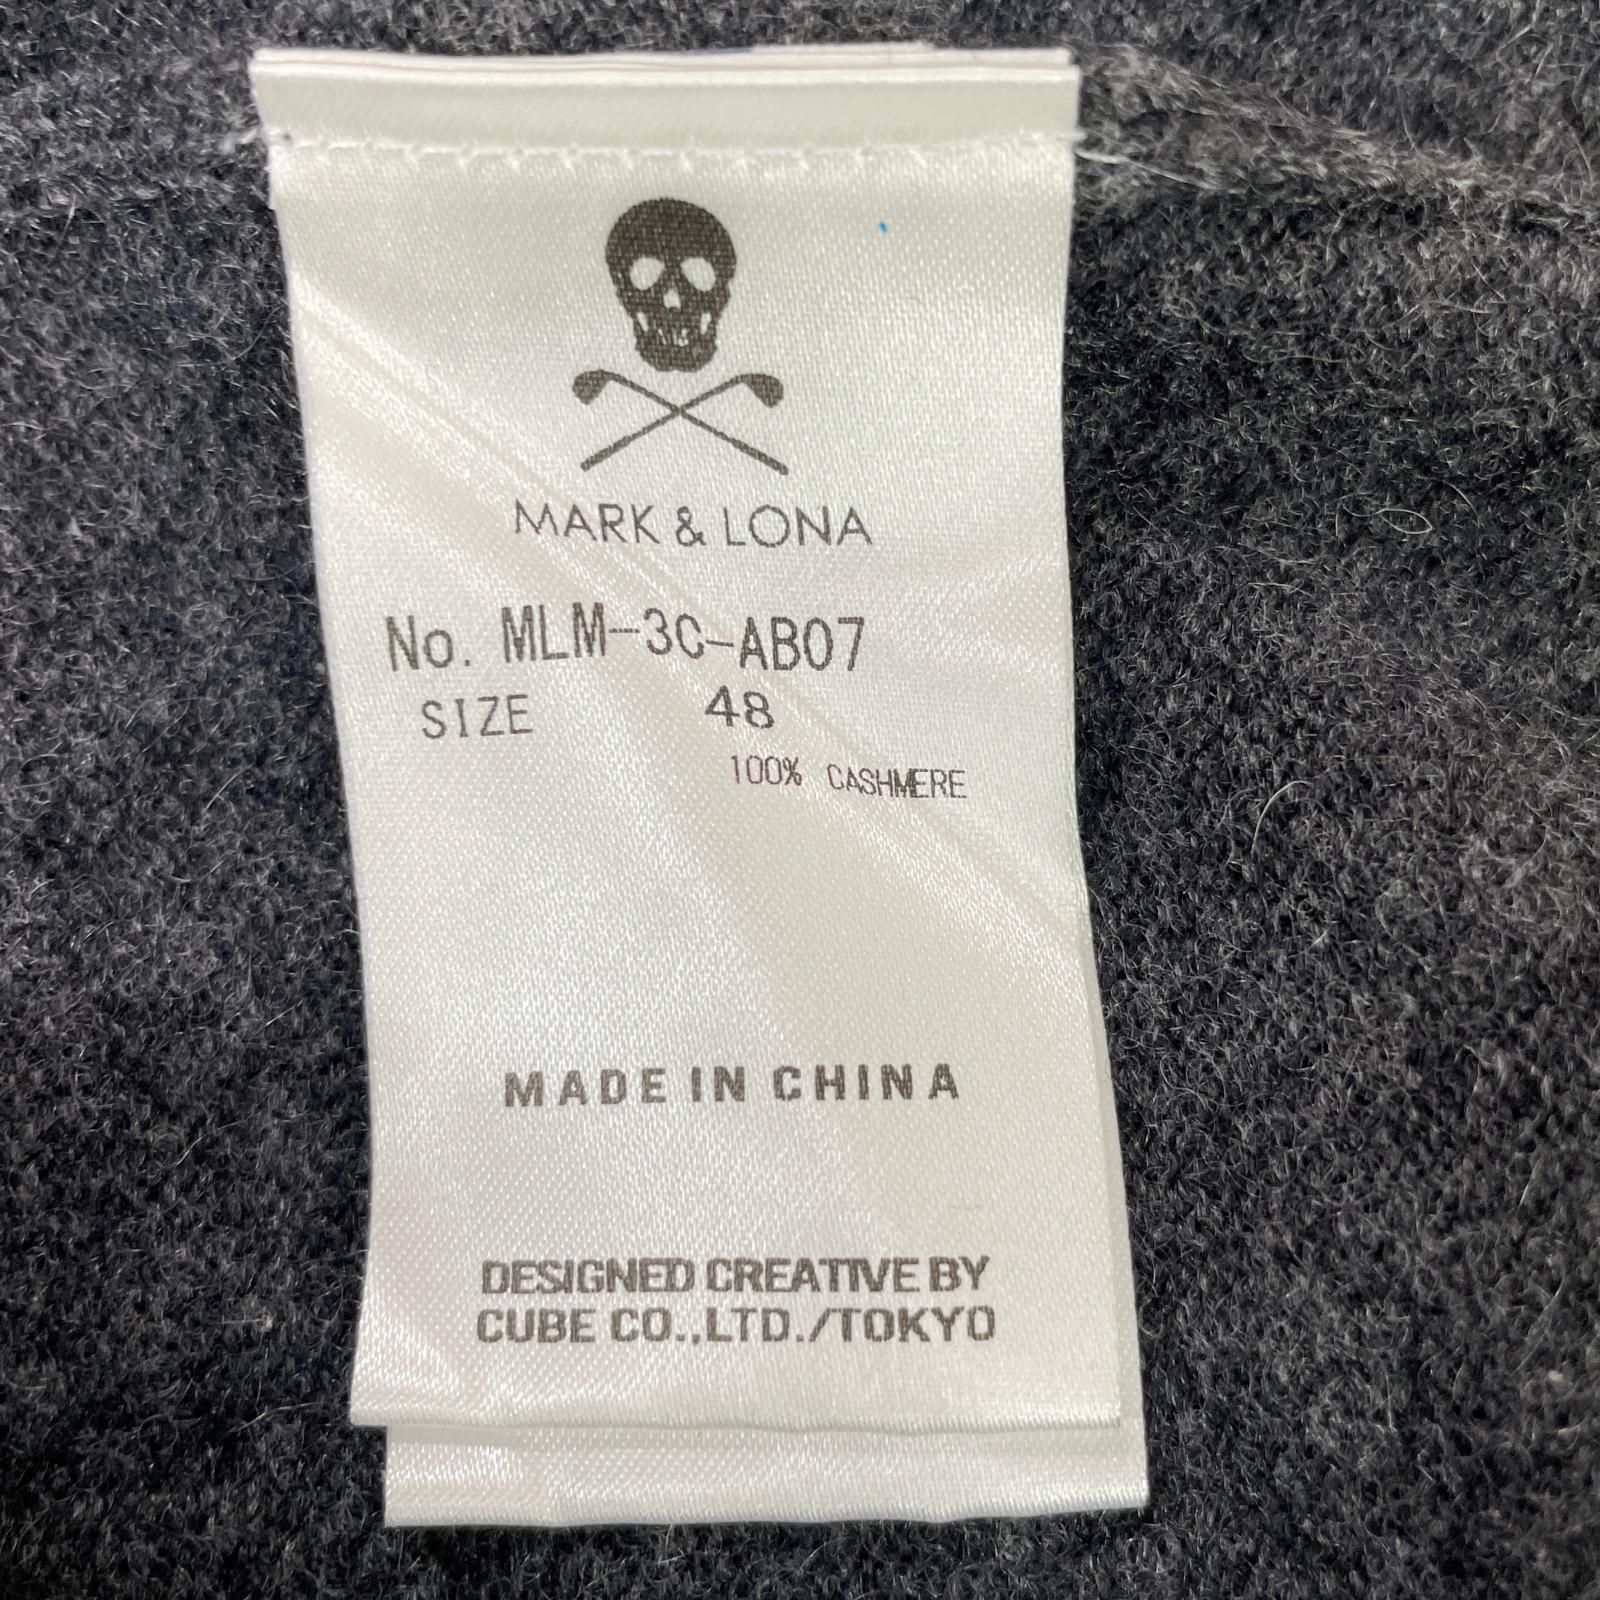 MARK & LONA
No. MLM-3C-AB07
SIZE 48
100% CASHMERE
MADE IN CHINA
DESIGNED CREATIVE BY
CUBE CO.,LTD./TOKYO